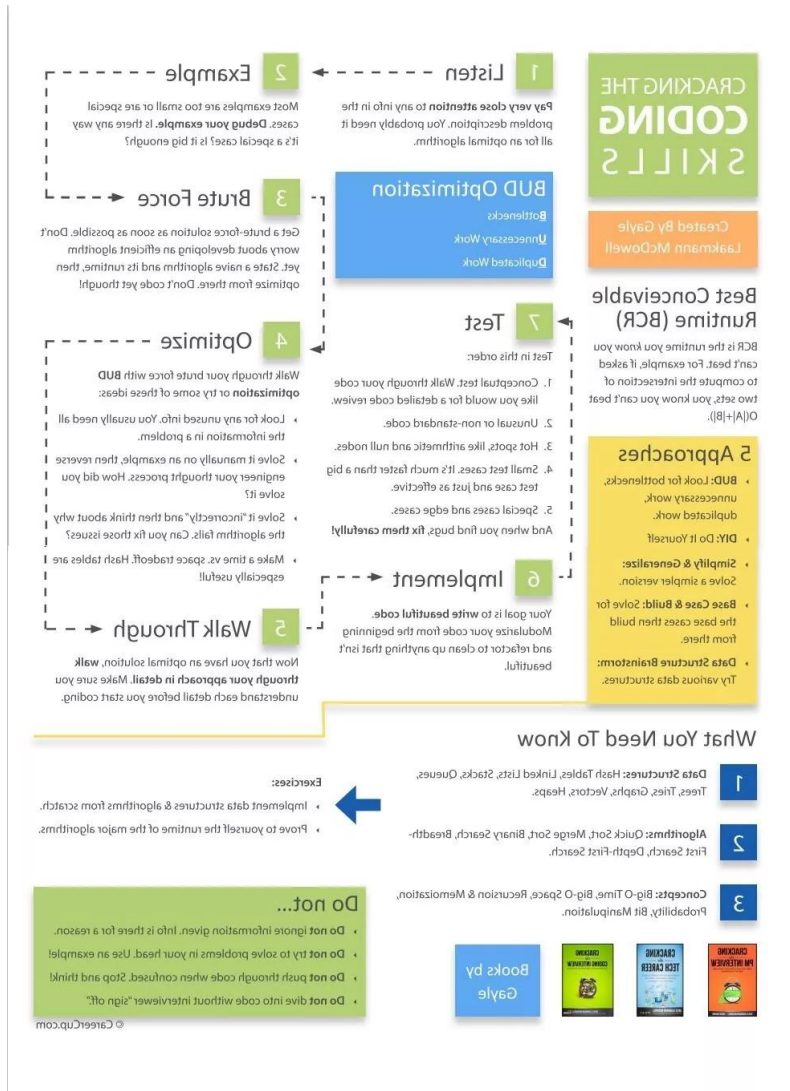 CRACKING THE
CODING
SKILLS
Created By Gayle
Laakmann McDowell
Best Conceivable
Runtime (BCR)
BCR is the runtime you know you
can't beat. For example, if asked
to compute the intersection of
two sets, you know you can't beat
O(|A|+|B|).
5 Approaches
› BUD: Look for bottlenecks,
unnecessary work,
duplicated work.
› DIY: Do It Yourself
› Simplify & Generalize:
Solve a simpler version.
› Base Case & Build: Solve for
the base cases then build
from there.
› Data Structure Brainstorm:
Try various data structures.
1 Listen
Pay very close attention to any info in the
problem description. You probably need it
all for an optimal algorithm.
2 Example
Most examples are too small or are special
cases. Debug your example. Is there any way
it's a special case? Is it big enough?
BUD Optimization
Bottlenecks
Unnecessary Work
Duplicated Work
3 Brute Force
Get a brute-force solution as soon as possible. Don't
worry about developing an efficient algorithm
yet. State a naive algorithm and its runtime, then
optimize from there. Don't code yet though!
4 Optimize
Walk through your brute force with BUD
optimization or try some of these ideas:
› Look for any unused info. You usually need all
the information in a problem.
› Solve it manually on an example, then reverse
engineer your thought process. How did you
solve it?
› Solve it "incorrectly" and then think about why
the algorithm fails. Can you fix those issues?
› Make a time vs. space tradeoff. Hash tables are
especially useful!
5 Walk Through
Now that you have an optimal solution, walk
through your approach in detail. Make sure you
understand each detail before you start coding.
6 Implement
Your goal is to write beautiful code.
Modularize your code from the beginning
and refactor to clean up anything that isn't
beautiful.
7 Test
Test in this order:
1. Conceptual test. Walk through your code
like you would for a detailed code review.
2. Unusual or non-standard code.
3. Hot spots, like arithmetic and null nodes.
4. Small test cases. It's much faster than a big
test case and just as effective.
5. Special cases and edge cases.
And when you find bugs, fix them carefully!
What You Need To Know
1 Data Structures: Hash Tables, Linked Lists, Stacks, Queues,
Trees, Tries, Graphs, Vectors, Heaps.
2 Algorithms: Quick Sort, Merge Sort, Binary Search, Breadth-
First Search, Depth-First Search.
3 Concepts: Big-O Time, Big-O Space, Recursion & Memoization,
Probability, Bit Manipulation.
Exercises:
› Implement data structures & algorithms from scratch.
› Prove to yourself the runtime of the major algorithms.
CRACKING
PM INTERVIEW
CRACKING
TECH CAREER
CRACKING
CODING INTERVIEW
Books by
Gayle
Do not...
› Do not ignore information given. Info is there for a reason.
› Do not try to solve problems in your head. Use an example!
› Do not push through code when confused. Stop and think!
› Do not dive into code without interviewer "sign off."
© CareerCup.com